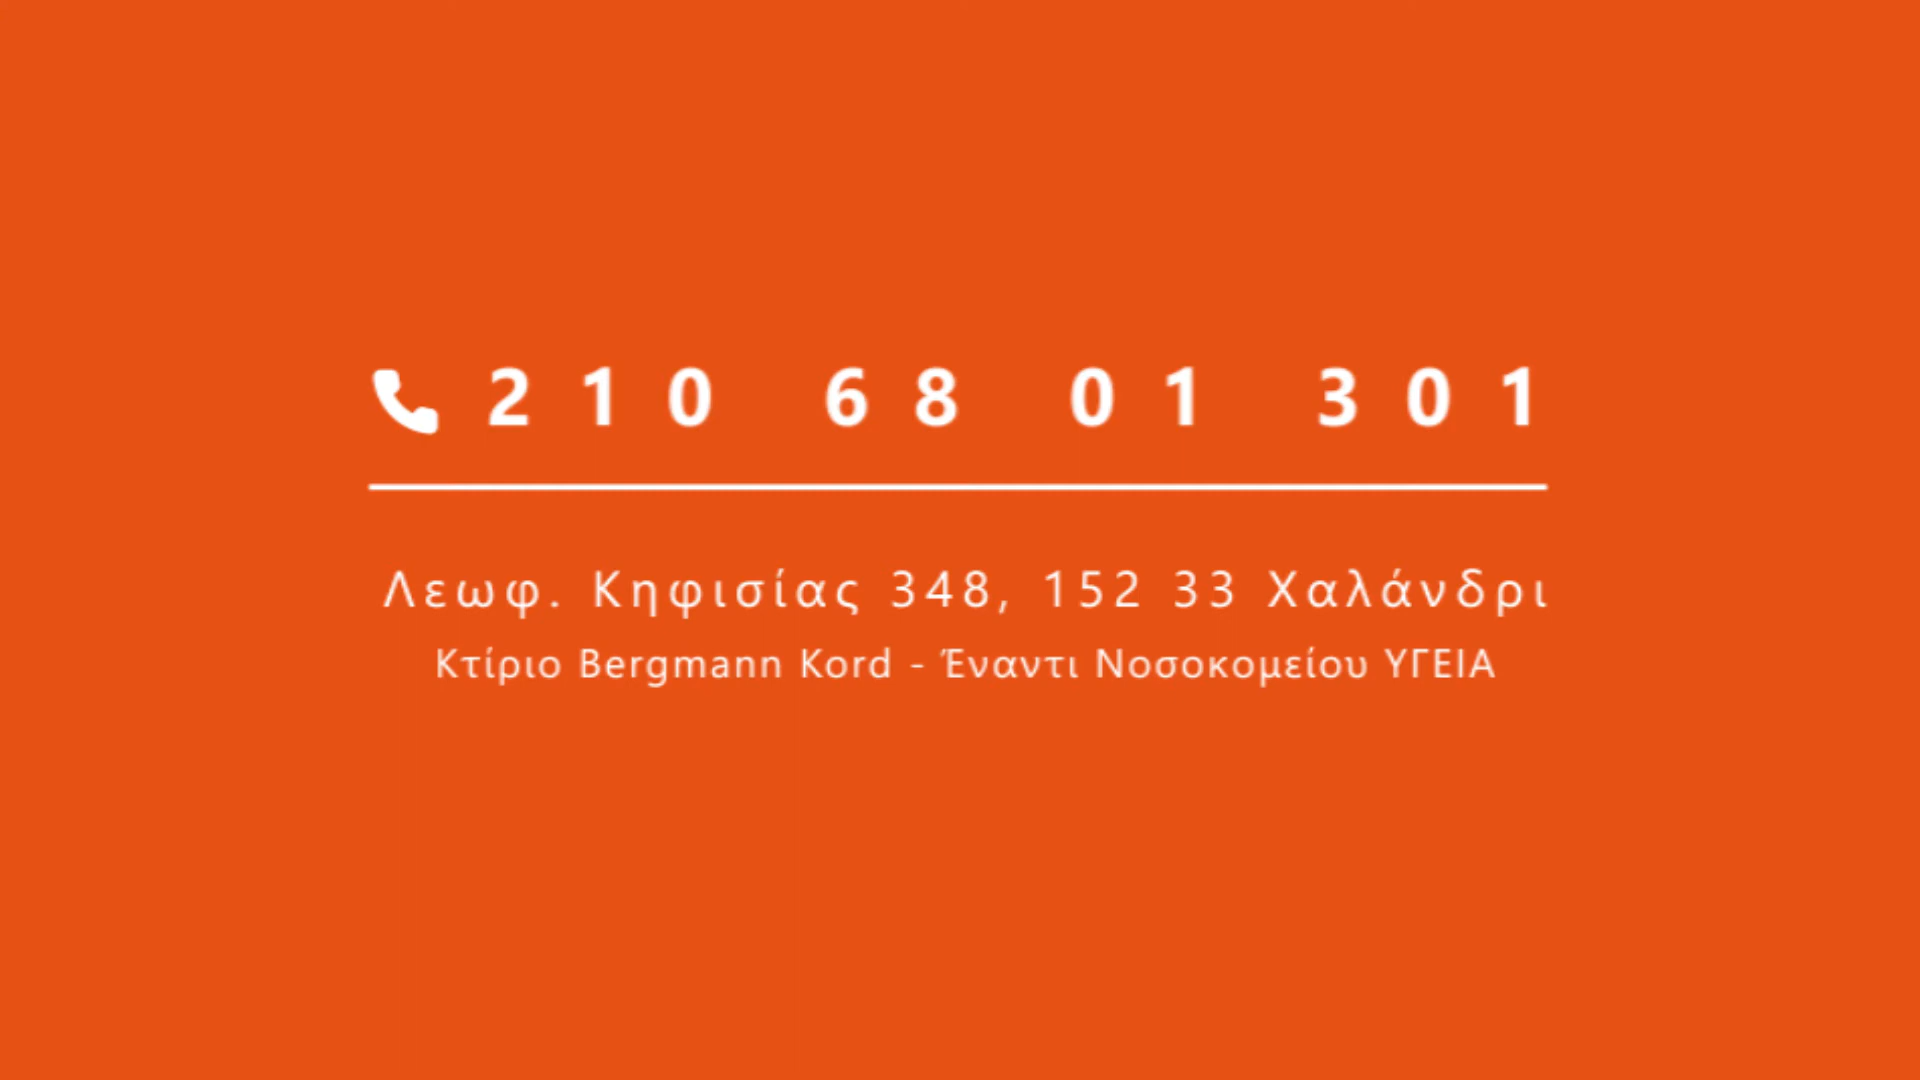 210 68 01 301
Λεωφ. Κηφισίας 348, 152 33 Χαλάνδρι
Κτίριο Bergmann Kord - Έναντι Νοσοκομείου ΥΓΕΙΑ